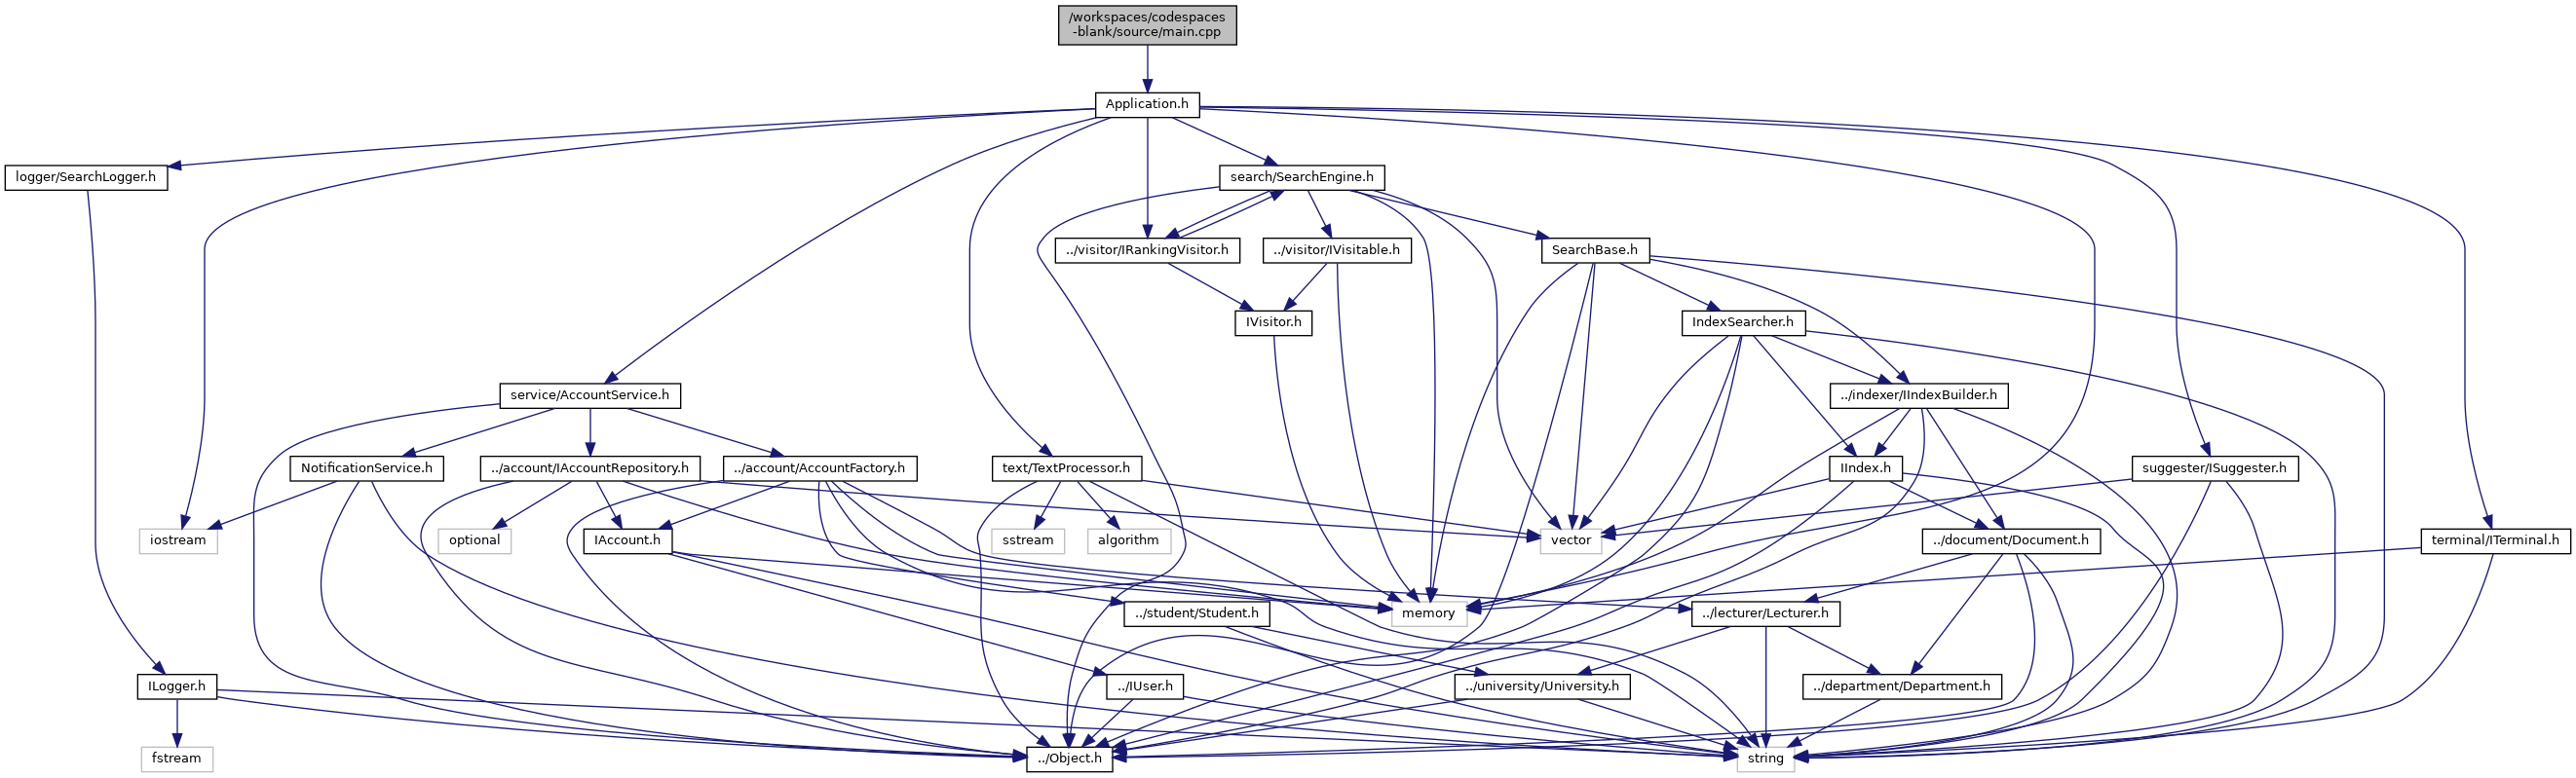 /workspaces/codespaces
-blank/source/main.cpp
Application.h
logger/SearchLogger.h
search/SearchEngine.h
../visitor/IRankingVisitor.h
../visitor/IVisitable.h
SearchBase.h
IVisitor.h
IndexSearcher.h
service/AccountService.h
../indexer/IIndexBuilder.h
NotificationService.h
../account/IAccountRepository.h
../account/AccountFactory.h
text/TextProcessor.h
IIndex.h
suggester/ISuggester.h
iostream
optional
IAccount.h
sstream
algorithm
vector
../document/Document.h
terminal/ITerminal.h
../student/Student.h
memory
../lecturer/Lecturer.h
ILogger.h
../IUser.h
../university/University.h
../department/Department.h
fstream
../Object.h
string